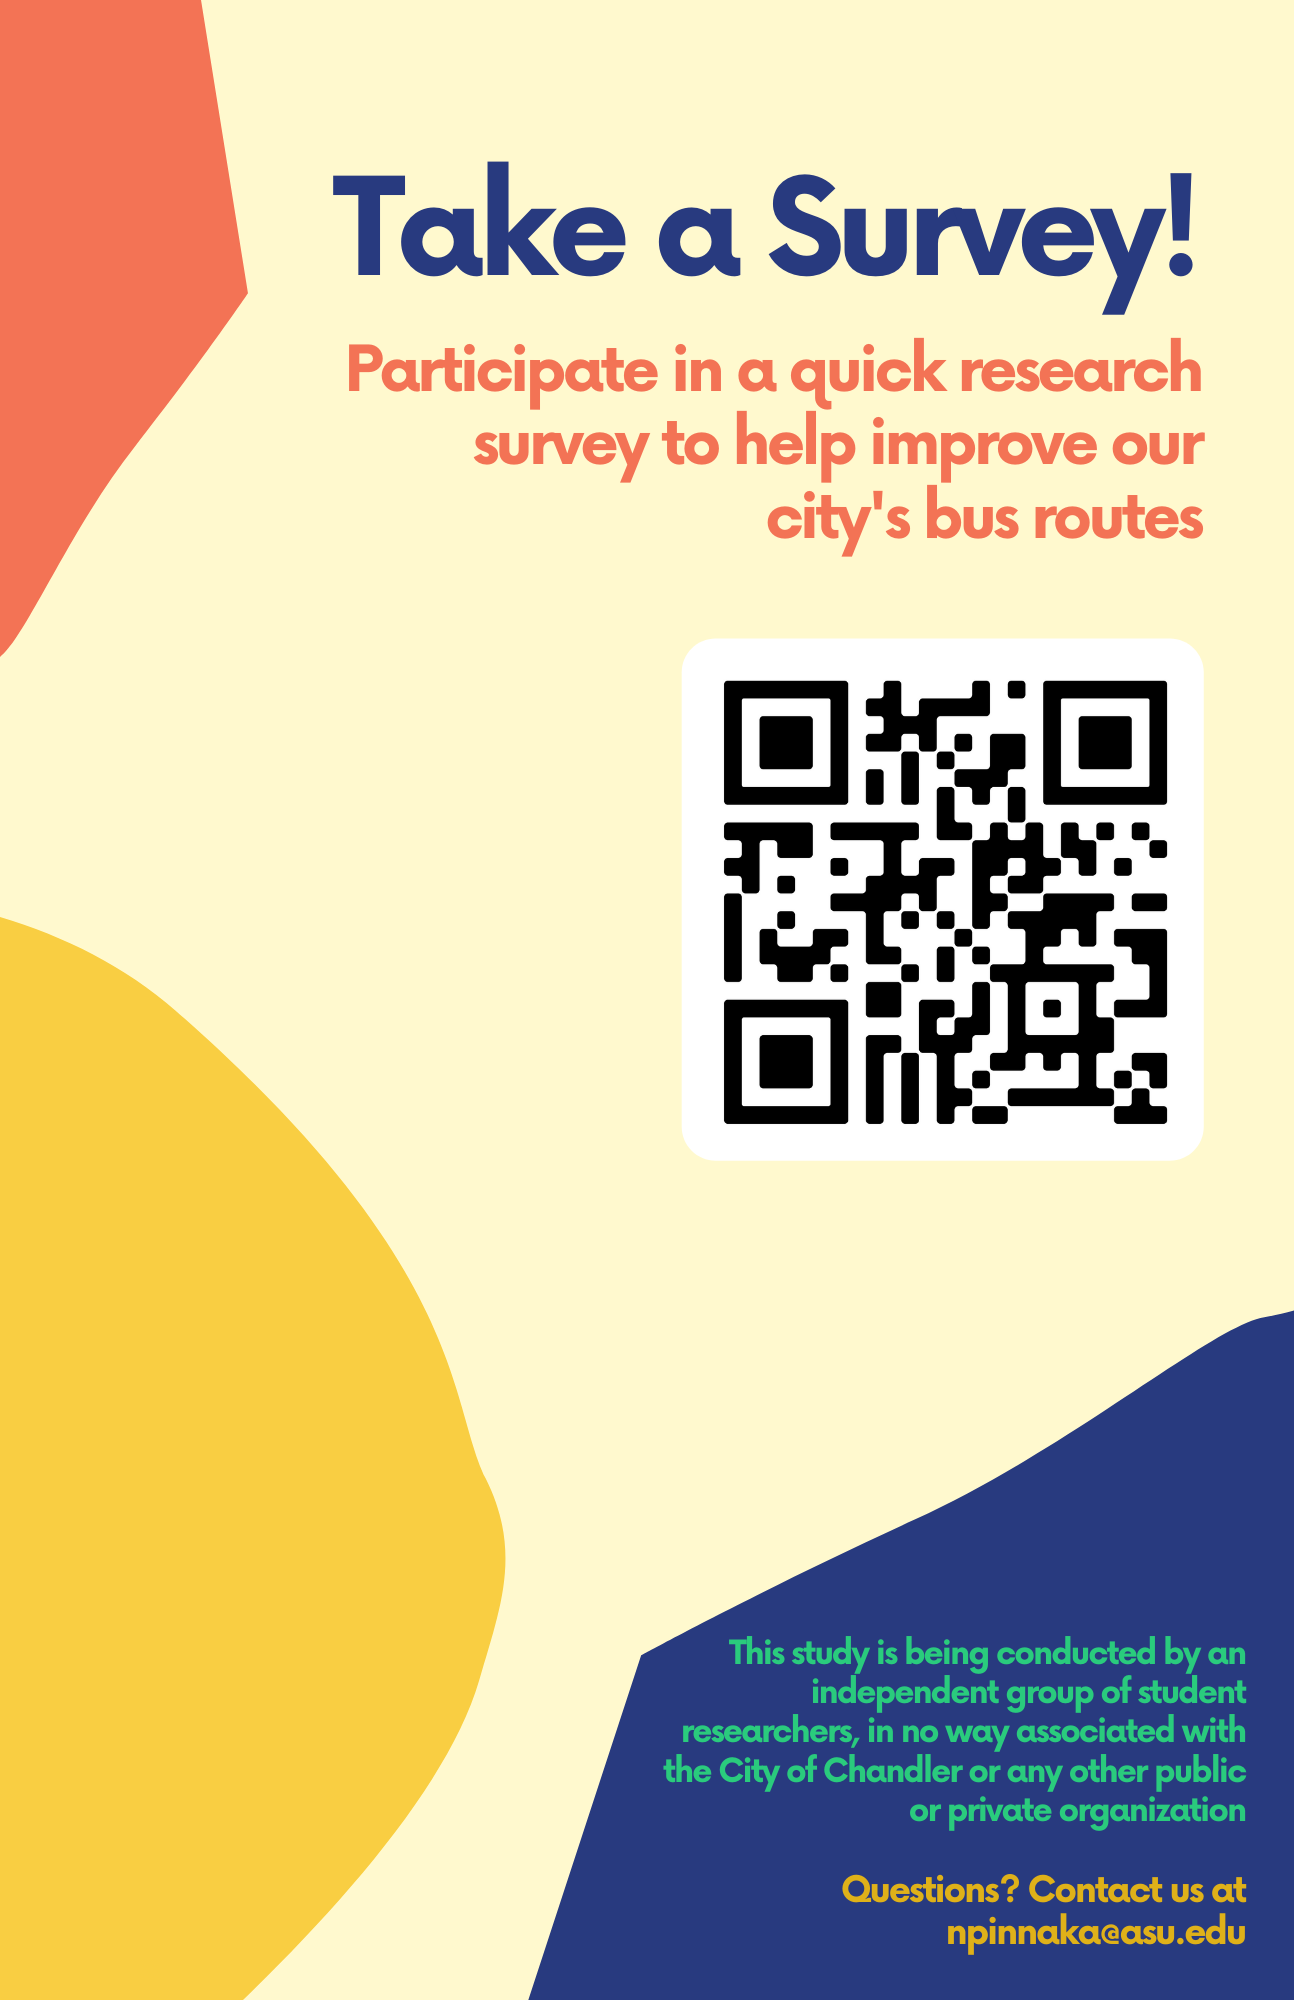 Take a Survey!
Participate in a quick research
survey to help improve our
city's bus routes
This study is being conducted by an
independent group of student
researchers, in no way associated with
the City of Chandler or any other public
or private organization
Questions? Contact us at
npinnaka@asu.edu